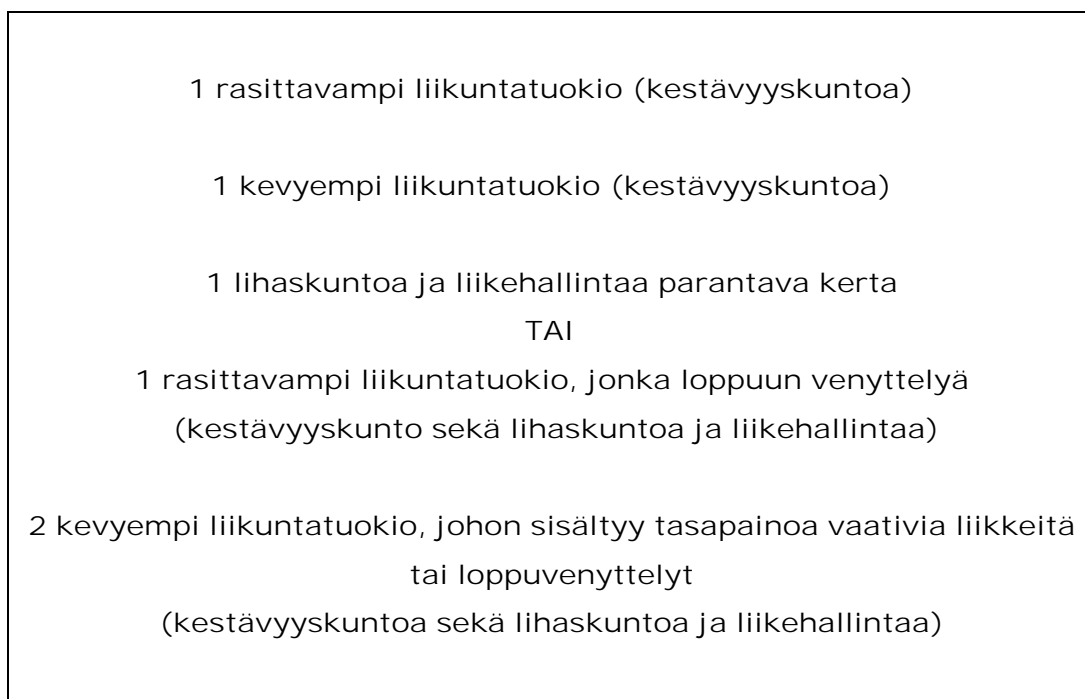 1 rasittavampi liikuntatuokio (kestävyyskuntoa)
1 kevyempi liikuntatuokio (kestävyyskuntoa)
1 lihaskuntoa ja liikehallintaa parantava kerta
TAI
1 rasittavampi liikuntatuokio, jonka loppuun venyttelyä
(kestävyyskunto sekä lihaskuntoa ja liikehallintaa)
2 kevyempi liikuntatuokio, johon sisältyy tasapainoa vaativia liikkeitä
tai loppuvenyttelyt
(kestävyyskuntoa sekä lihaskuntoa ja liikehallintaa)